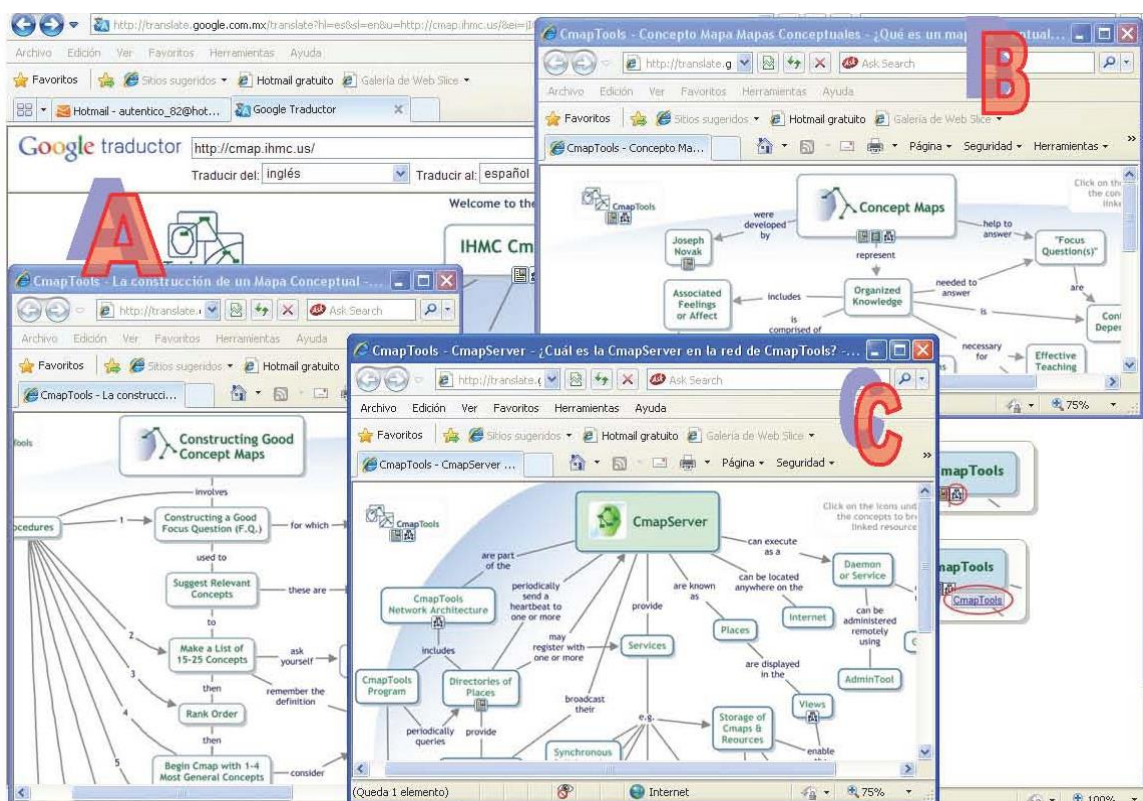 http://translate.google.com.mx/translate?hl=es&sl=en&u=http://cmap.ihmc.us/&ei=
Archivo Edición Ver Favoritos Herramientas Ayuda
Favoritos Sitios sugeridos Hotmail gratuito Galería de Web Slice
Hotmail - autentico_82@hot... Google Traductor
Google traductor http://cmap.ihmc.us/
Traducir del: inglés Traducir al: español
Welcome to the
IHMC Cm
A
CmapTools - Concepto Mapa Mapas Conceptuales - ¿Qué es un map ceptual...
B
http://translate.g Ask Search
Archivo Edición Ver Favoritos Herramientas Ayuda
Favoritos Sitios sugeridos Hotmail gratuito Galería de Web Slice
CmapTools - Concepto Ma... Página Seguridad Herramientas
CmapTools
Click on th
the con
linke
Concept Maps
were
developed
by
help to
answer
Joseph
Novak
represent
"Focus
Question(s)"
Associated
Feelings
or Affect
includes
Organized
Knowledge
needed to
answer
are
is
Cont
Depen
is
comprised of
necessary
for
Effective
Teaching
75%
CmapTools - La construcción de un Mapa Conceptual -...
http://translate. Ask Search
Archivo Edición Ver Favoritos Herramientas Ayuda
Favoritos Sitios sugeridos Hotmail gratuito
CmapTools - La construcci...
ools
Constructing Good
Concept Maps
involves
ocedures
1
Constructing a Good
Focus Question (F.Q.)
for which
used to
Suggest Relevant
Concepts
these are
to
2
Make a List of
15-25 Concepts
ask
yourself
3
then
remember the
definition
Rank Order
4
then
5
Begin Cmap with 1-4
Most General Concepts
consider
CmapTools - CmapServer - ¿Cuál es la CmapServer en la red de CmapTools? -...
http://translate.g Ask Search
C
Archivo Edición Ver Favoritos Herramientas Ayuda
Favoritos Sitios sugeridos Hotmail gratuito Galería de Web Slice
CmapTools - CmapServer ... Página Seguridad
CmapTools
CmapServer
Click on the icons und
the concepts to br
linked resource
are part
of the
can execute
as a
periodically
send a
heartbeat to
one or more
are known
as
can be located
anywhere on the
Daemon
or Service
CmapTools
Network Architecture
provide
Internet
can be
administered
remotely
using
includes
may
register with
one or more
Services
Places
CmapTools
Program
Directories of
Places
are displayed
in the
AdminTool
broadcast
their
Views
periodically
queries
provide
e.g.
Storage of
Cmaps &
Reources
enable
Synchronous
(Queda 1 elemento) Internet 75%
mapTools
mapTools
CmapTools
100%